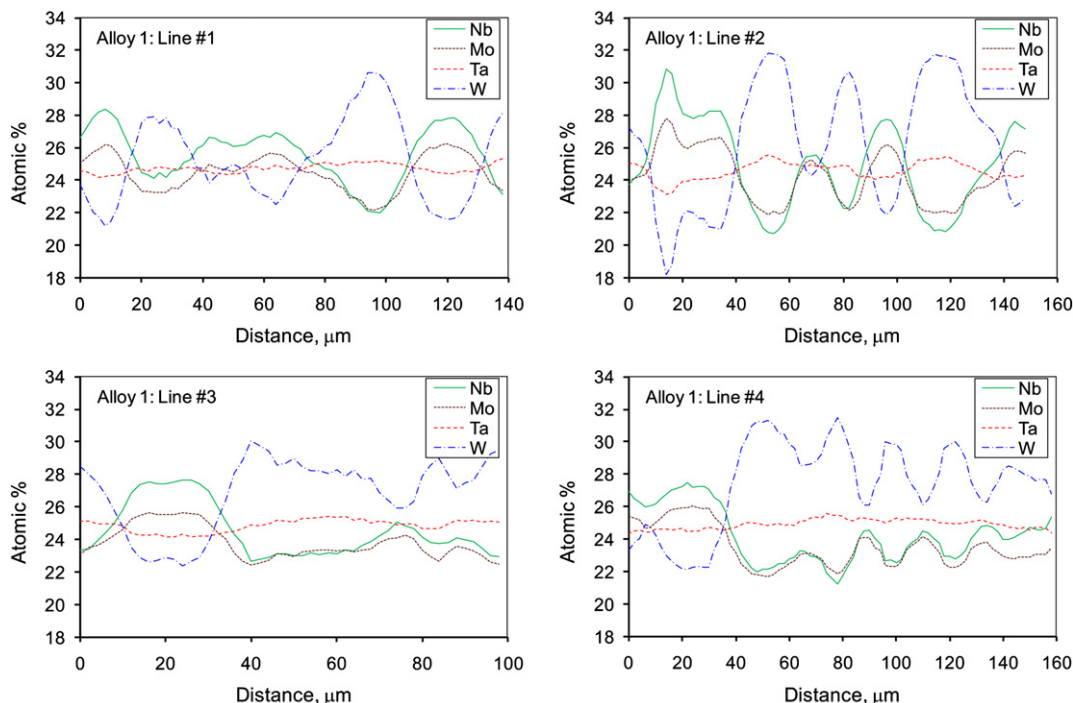 Alloy 1: Line #1
Nb
Mo
Ta
W
34
32
30
28
26
24
22
20
18
Atomic %
0 20 40 60 80 100 120 140
Distance, μm
Alloy 1: Line #2
Nb
Mo
Ta
W
34
32
30
28
26
24
22
20
18
Atomic %
0 20 40 60 80 100 120 140 160
Distance, μm
Alloy 1: Line #3
Nb
Mo
Ta
W
34
32
30
28
26
24
22
20
18
Atomic %
0 20 40 60 80 100
Distance, μm
Alloy 1: Line #4
Nb
Mo
Ta
W
34
32
30
28
26
24
22
20
18
Atomic %
0 20 40 60 80 100 120 140 160
Distance, μm